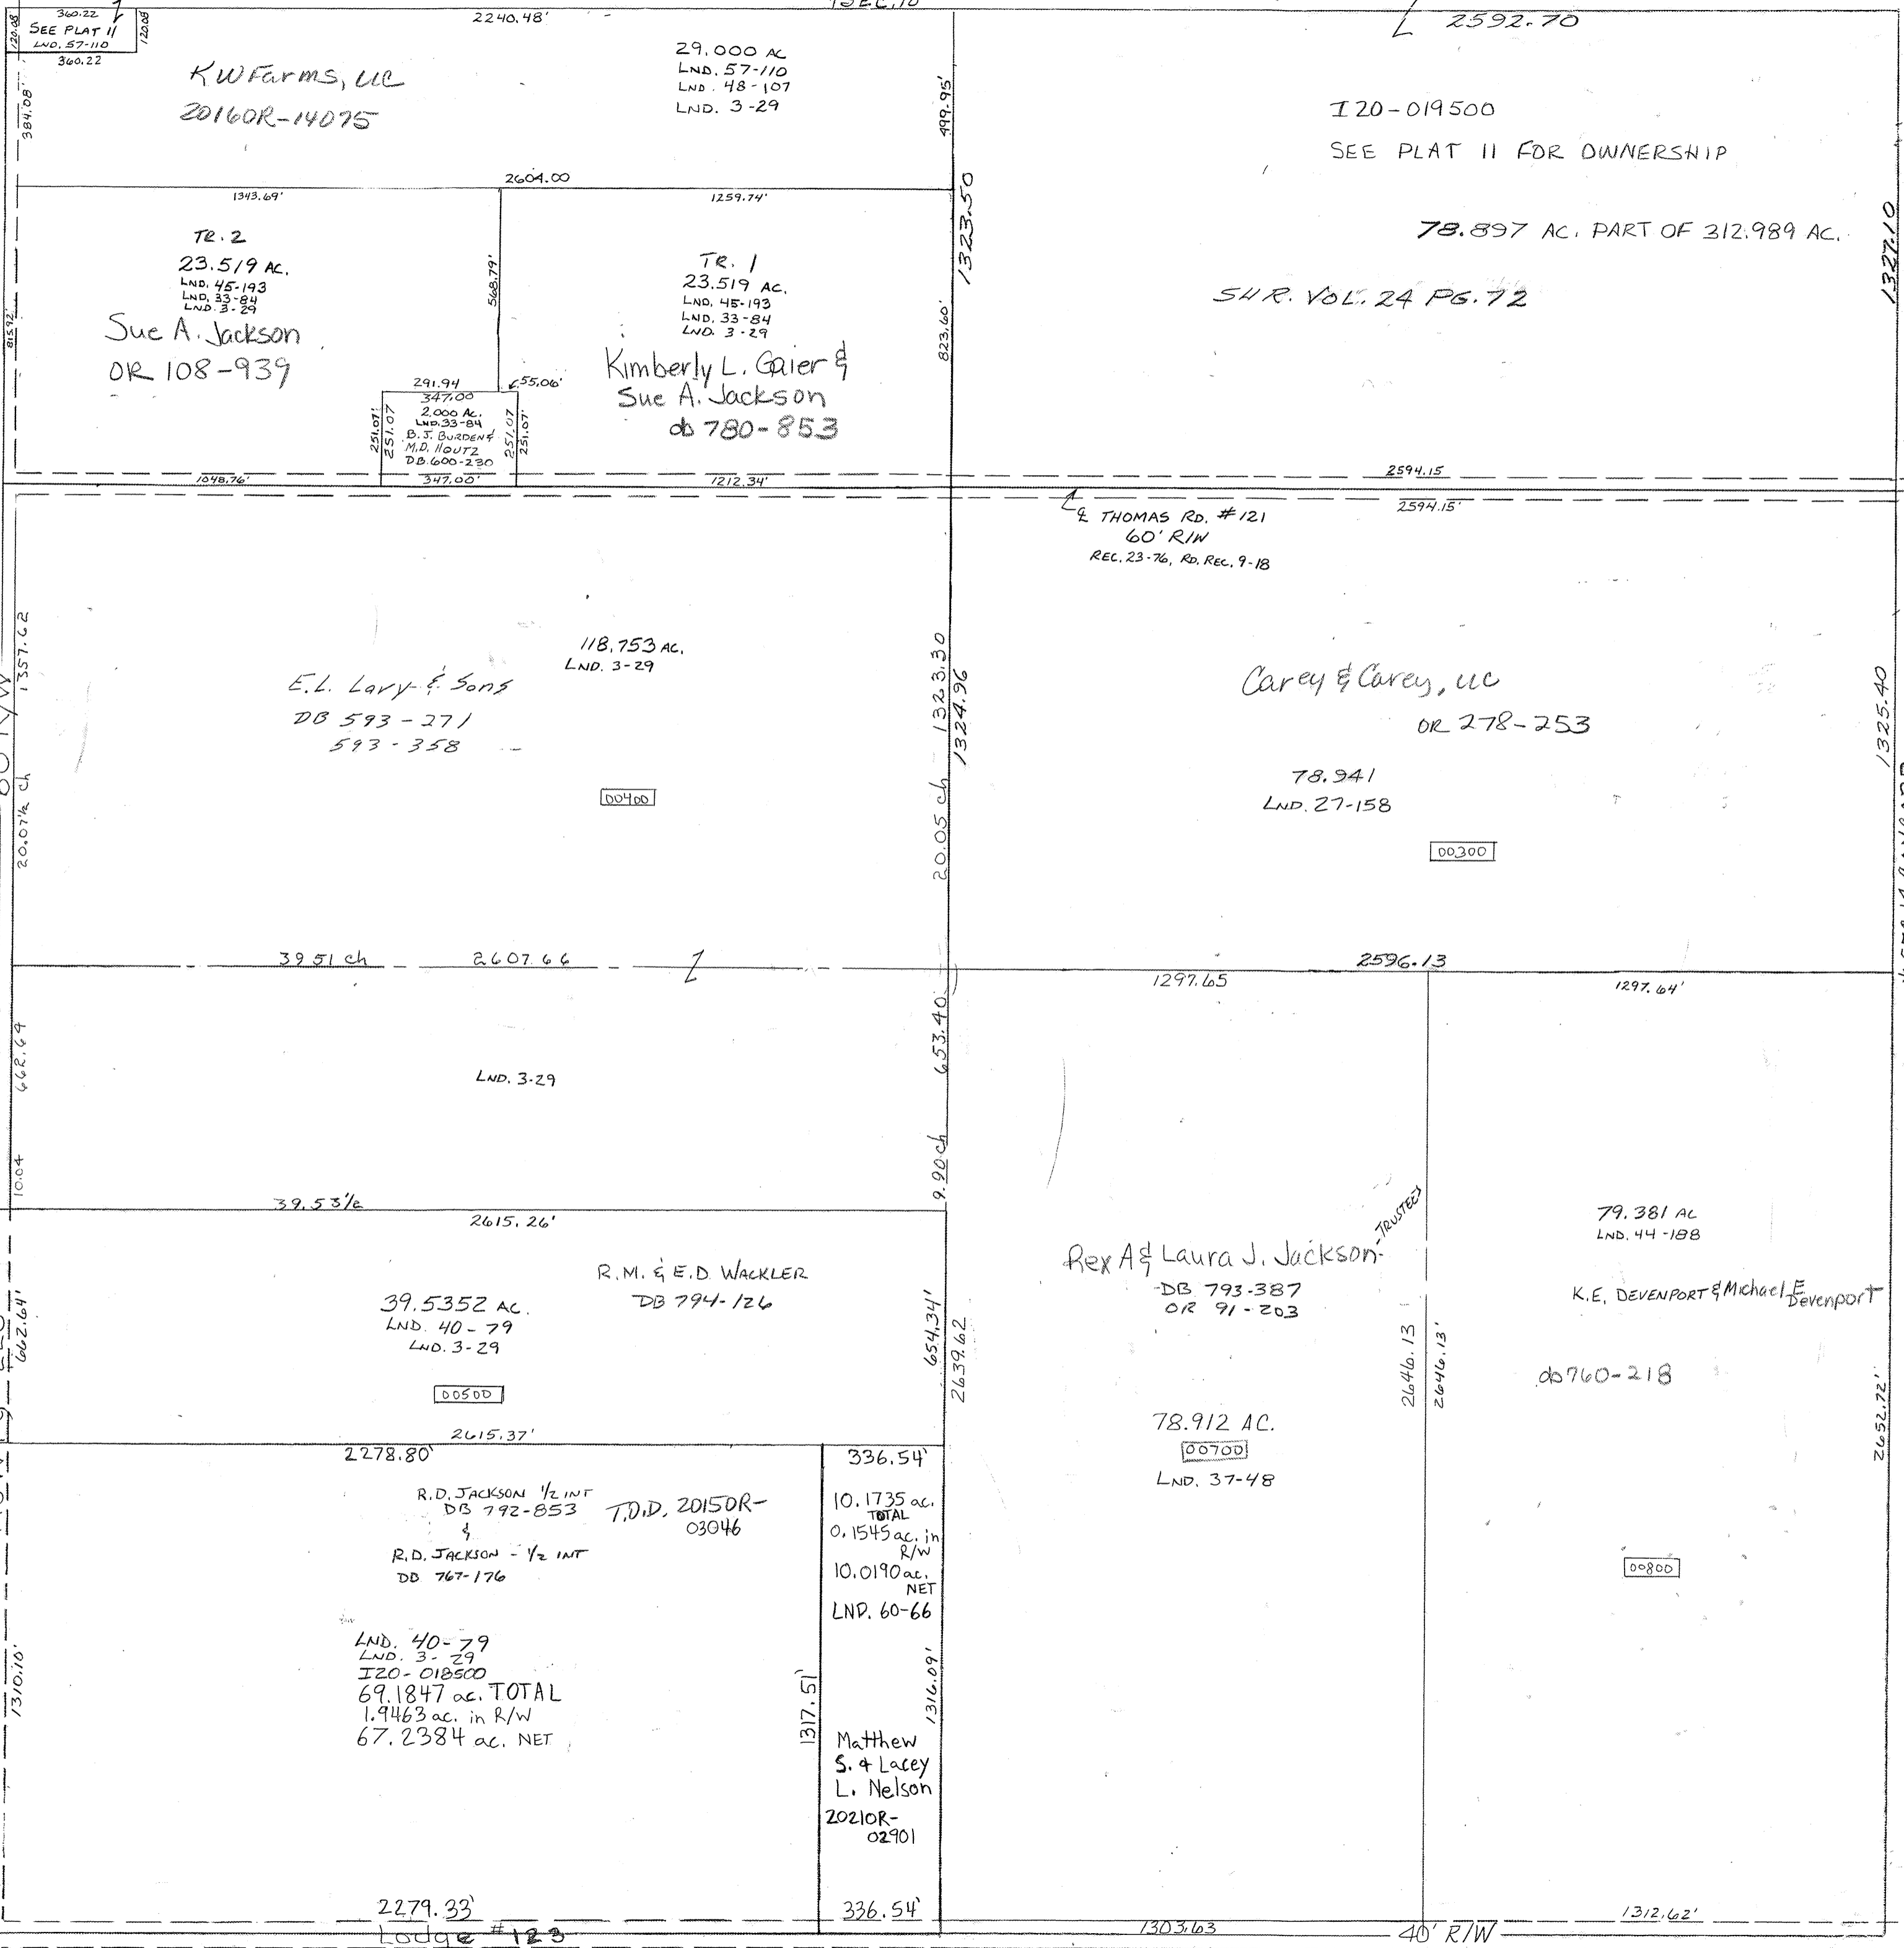 SEC. 10
360.22
SEE PLAT 11
LND. 57-110
360.22
120.08
120.08
2240.48'
2592.70
KW Farms, LLC
2016OR-14075
29.000 AC
LND. 57-110
LND. 48-107
LND. 3-29
384.08'
499.95'
I20-019500
SEE PLAT 11 FOR OWNERSHIP
78.897 AC. PART OF 312.989 AC.
SUR. VOL. 24 PG. 72
1323.50
1327.10
2604.00
1343.69'
1259.74'
TR. 2
23.519 AC.
LND. 45-193
LND. 33-84
LND. 3-29
Sue A. Jackson
OR 108-939
815.92'
568.79'
TR. 1
23.519 AC.
LND. 45-193
LND. 33-84
LND. 3-29
Kimberly L. Gaier &
Sue A. Jackson
db 780-853
823.60'
291.94
55.06'
347.00
2.000 AC.
LND. 33-84
B.J. BURDEN &
M.D. HOUTZ
DB. 600-230
251.07'
251.07
251.07
251.07'
1048.76'
347.00'
1212.34'
2594.15
2594.15'
℄ THOMAS RD. #121
60' R/W
REC. 23-76, RD. REC. 9-18
1357.62
20.07½ ch
60' R/W
118.753 AC.
LND. 3-29
E.L. Lavy & Sons
DB 593-271
593-358
00400
1323.30
20.05 ch
1324.96
Carey & Carey, LLC
OR 278-253
78.941
LND. 27-158
00300
1325.40
39.51 ch
2607.66
2596.13
1297.65
1297.64'
662.64
10.04
LND. 3-29
653.40
9.90 ch
39.53½
2615.26'
R.M. & E.D. WACKLER
DB 794-126
39.5352 AC.
LND. 40-79
LND. 3-29
00500
662.64'
654.34'
2639.62
Rex A & Laura J. Jackson - TRUSTEES
DB 793-387
OR 91-203
78.912 AC.
00700
LND. 37-48
2646.13
2646.13'
79.381 AC
LND. 44-188
K.E. DEVENPORT & Michael E
Devenport
db 760-218
00800
2652.72'
2615.37'
2278.80'
336.54'
R.D. JACKSON ½ INT
DB 792-853
&
R.D. JACKSON - ½ INT
DB 767-176
T.O.D. 2015OR-
03046
LND. 40-79
LND. 3-29
I20-018500
69.1847 ac. TOTAL
1.9463 ac. in R/W
67.2384 ac. NET
1310.10'
1317.51'
10.1735 ac.
TOTAL
0.1545 ac. in
R/W
10.0190 ac.
NET
LND. 60-66
1316.09'
Matthew
S. & Lacey
L. Nelson
2021OR-
02901
2279.33'
336.54'
1303.63
1312.62'
Lodge #123
40' R/W